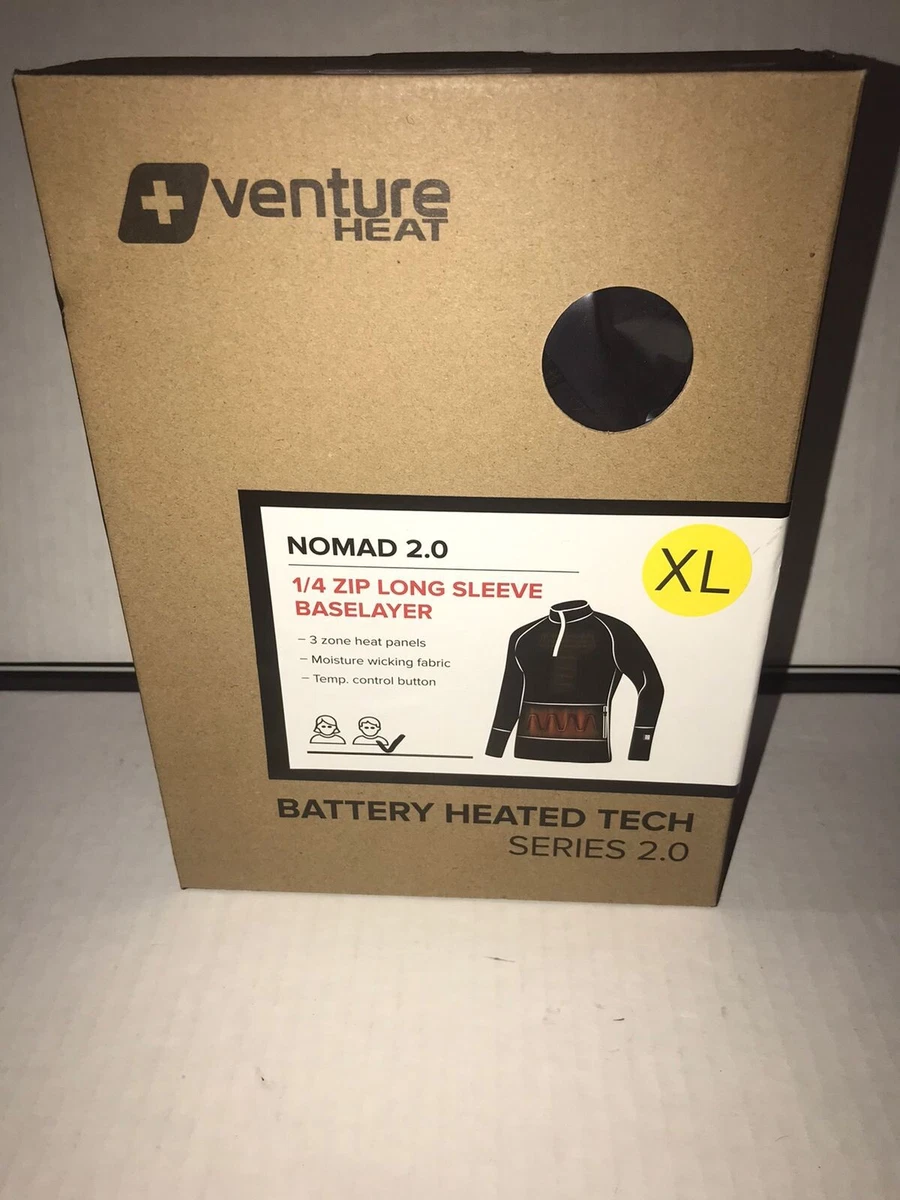 venture
HEAT
NOMAD 2.0
XL
1/4 ZIP LONG SLEEVE
BASELAYER
– 3 zone heat panels
– Moisture wicking fabric
– Temp. control button
BATTERY HEATED TECH
SERIES 2.0